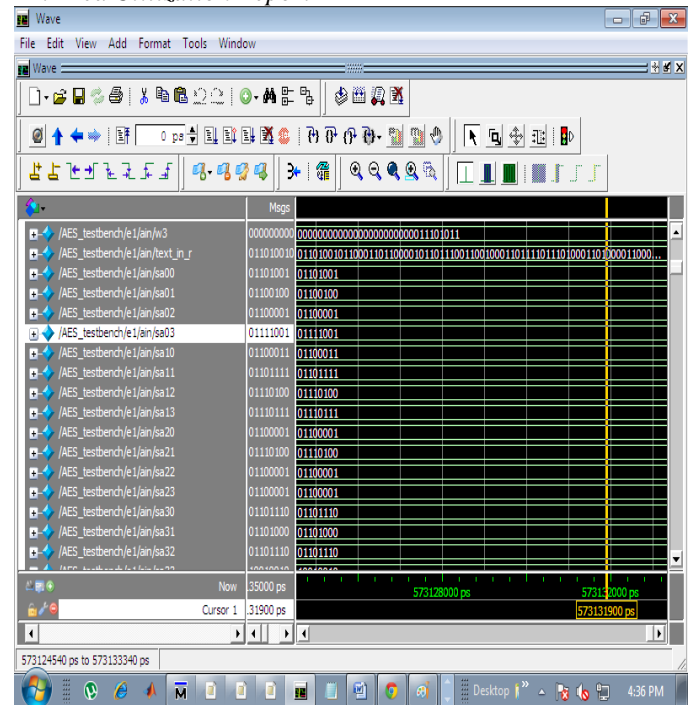 Wave
File Edit View Add Format Tools Window
Wave
0 ps
Msgs
/AES_testbench/e1/ain/w3 000000000 00000000000000000000000011101011
/AES_testbench/e1/ain/text_in_r 011010010
/AES_testbench/e1/ain/sa00 01101001 01101001
/AES_testbench/e1/ain/sa01 01100100 01100100
/AES_testbench/e1/ain/sa02 01100001 01100001
/AES_testbench/e1/ain/sa03 01111001 01111001
/AES_testbench/e1/ain/sa10 01100011 01100011
/AES_testbench/e1/ain/sa11 01101111 01101111
/AES_testbench/e1/ain/sa12 01110100 01110100
/AES_testbench/e1/ain/sa13 01110111 01110111
/AES_testbench/e1/ain/sa20 01100001 01100001
/AES_testbench/e1/ain/sa21 01110100 01110100
/AES_testbench/e1/ain/sa22 01100001 01100001
/AES_testbench/e1/ain/sa23 01100001 01100001
/AES_testbench/e1/ain/sa30 01101110 01101110
/AES_testbench/e1/ain/sa31 01101000 01101000
/AES_testbench/e1/ain/sa32 01101110 01101110
Now 35000 ps 573128000 ps 573132000 ps
Cursor 1 .31900 ps 573131900 ps
573124540 ps to 573133340 ps
Desktop 4:36 PM